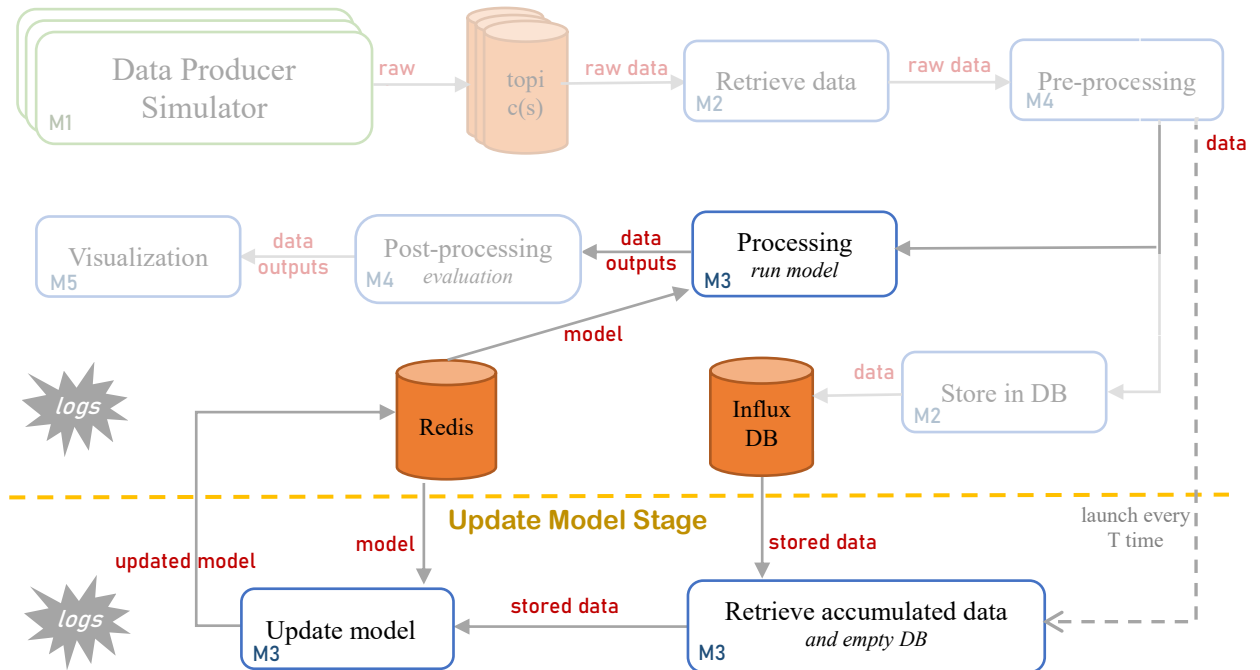 Data Producer
Simulator
M1
raw
topi
c(s)
raw data
Retrieve data
M2
raw data
Pre-processing
M4
data
Visualization
M5
data
outputs
Post-processing
evaluation
M4
data
outputs
Processing
run model
M3
model
logs
Redis
Influx
DB
data
Store in DB
M2
Update Model Stage
launch every
T time
updated model
model
stored data
logs
Update model
M3
stored data
Retrieve accumulated data
and empty DB
M3